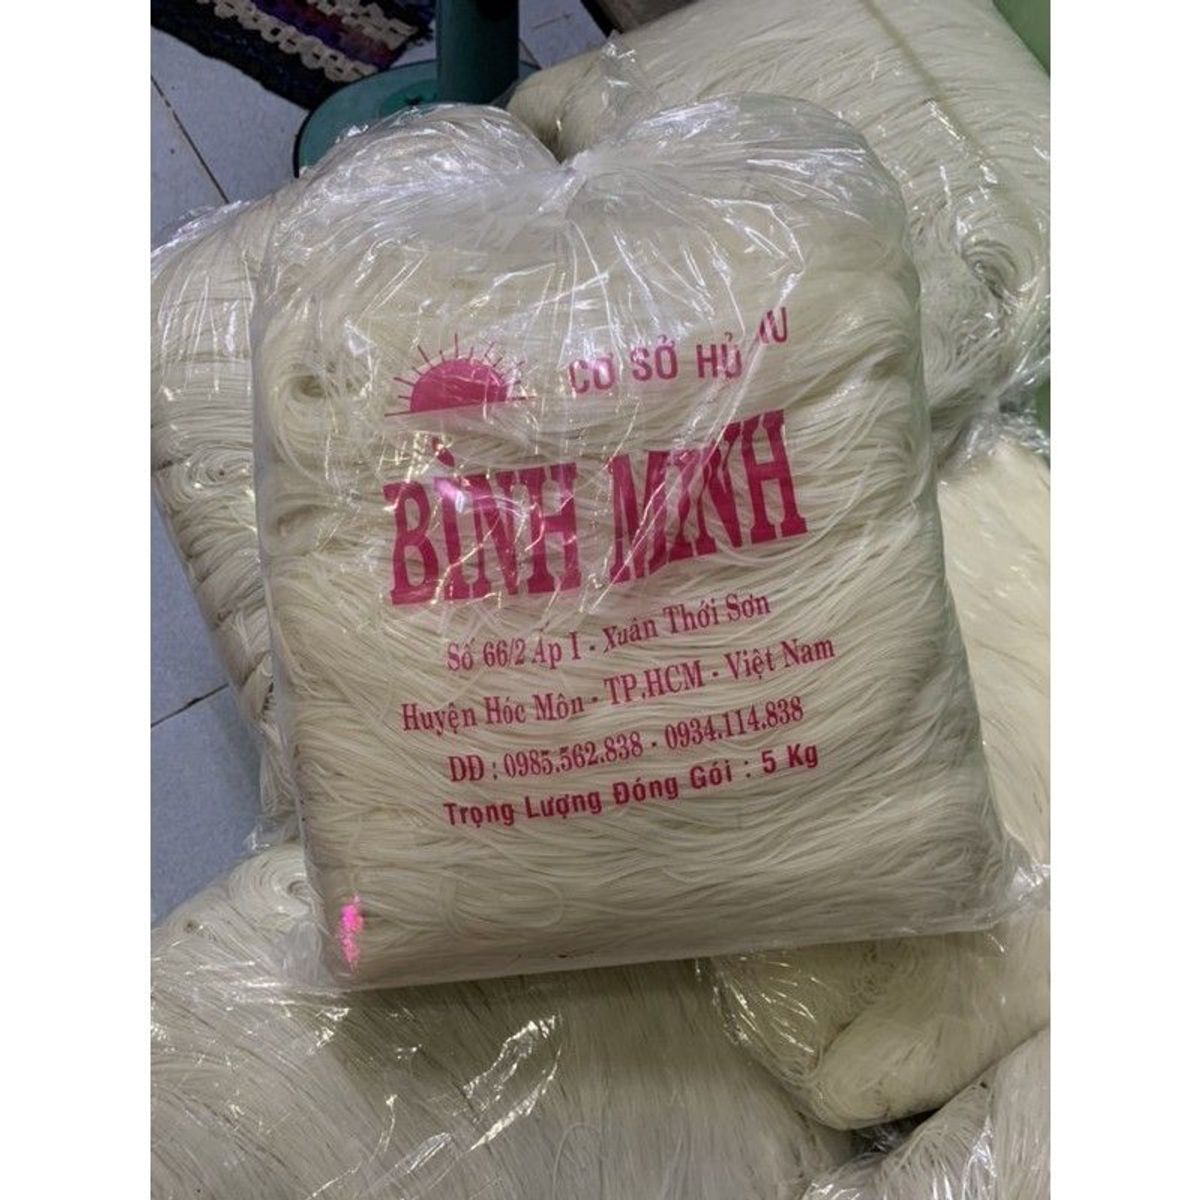 CƠ SỞ HỦ
BÌNH MINH
Số 66/2 Ấp I - Xuân Thới Sơn
Huyện Hóc Môn - TP.HCM - Việt Nam
DĐ : 0985.562.838 - 0934.114.838
Trọng Lượng Đóng Gói : 5 Kg